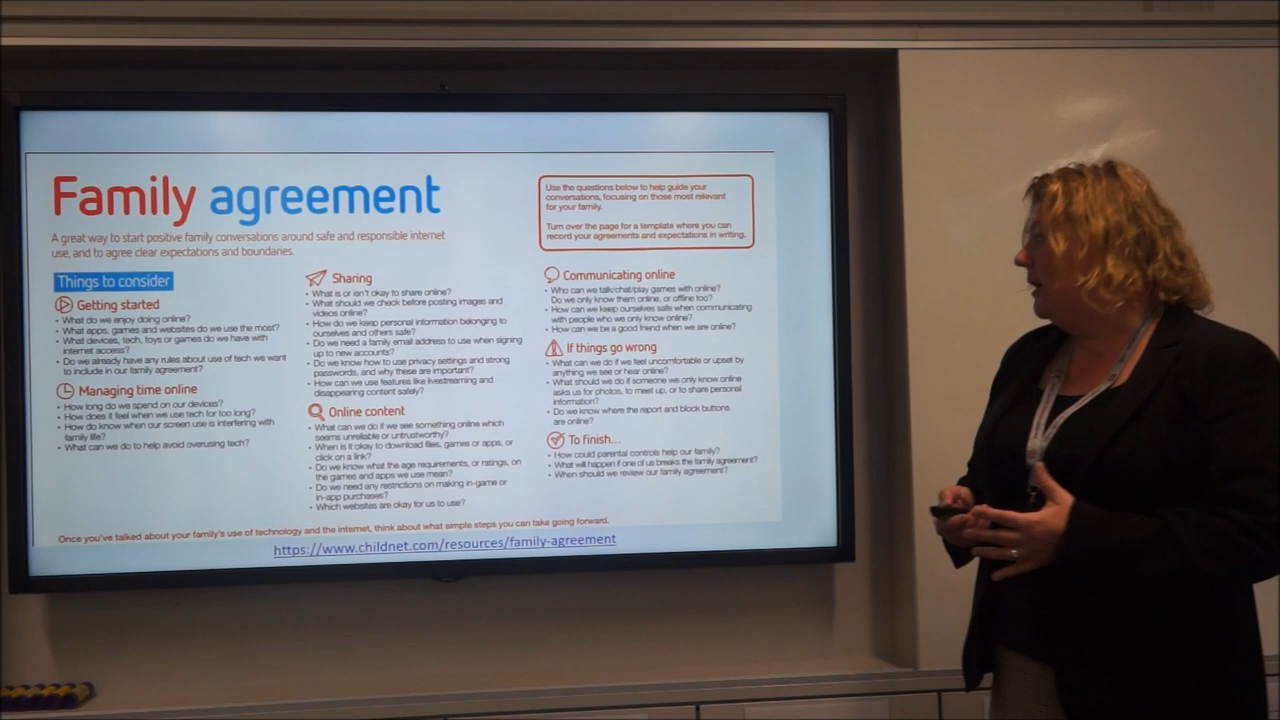 Family agreement
A great way to start positive family conversations around safe and responsible internet
use, and to agree clear expectations and boundaries.
Use the questions below to help guide your
conversations, focusing on those most relevant
for your family.
Turn over the page for a template where you can
record your agreements and expectations in writing.
Things to consider
Getting started
• What do we enjoy doing online?
• What apps, games and websites do we use the most?
• What devices, tech, toys or games do we have with
internet access?
• Do we already have any rules about use of tech we want
to include in our family agreement?
Managing time online
• How long do we spend on our devices?
• How does it feel when we use tech for too long?
• How do know when our screen use is interfering with
family life?
• What can we do to help avoid overusing tech?
Sharing
• What is or isn't okay to share online?
• What should we check before posting images and
videos online?
• How do we keep personal information belonging to
ourselves and others safe?
• Do we need a family email address to use when signing
up to new accounts?
• Do we know how to use privacy settings and strong
passwords, and why these are important?
• How can we use features like livestreaming and
disappearing content safely?
Online content
• What can we do if we see something online which
seems unreliable or untrustworthy?
• When is it okay to download files, games or apps, or
click on a link?
• Do we know what the age requirements, or ratings, on
the games and apps we use mean?
• Do we need any restrictions on making in-game or
in-app purchases?
• Which websites are okay for us to use?
Communicating online
• Who can we talk/chat/play games with online?
Do we only know them online, or offline too?
• How can we keep ourselves safe when communicating
with people who we only know online?
• How can we be a good friend when we are online?
If things go wrong
• What can we do if we feel uncomfortable or upset by
anything we see or hear online?
• What should we do if someone we only know online
asks us for photos, to meet up, or to share personal
information?
• Do we know where the report and block buttons
are online?
To finish...
• How could parental controls help our family?
• What will happen if one of us breaks the family agreement?
• When should we review our family agreement?
Once you've talked about your family's use of technology and the internet, think about what simple steps you can take going forward.
https://www.childnet.com/resources/family-agreement